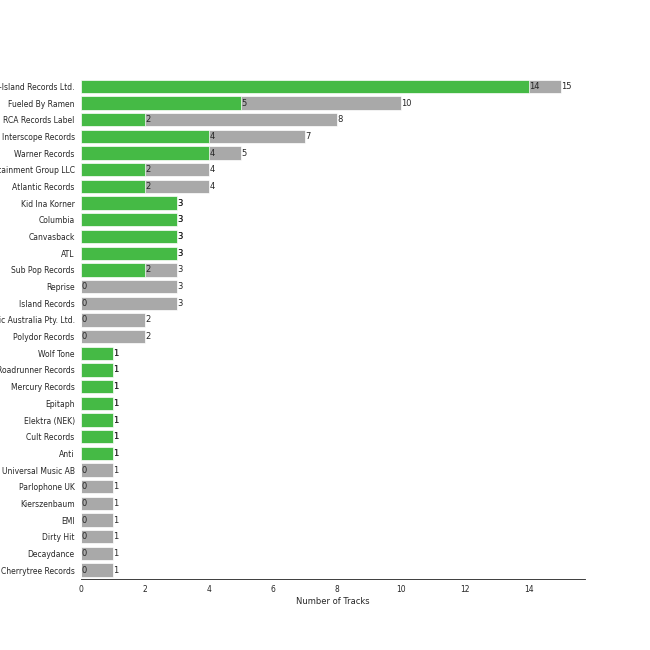 -Island Records Ltd. 14 15
Fueled By Ramen 5 10
RCA Records Label 2 8
Interscope Records 4 7
Warner Records 4 5
tainment Group LLC 2 4
Atlantic Records 2 4
Kid Ina Korner 3
Columbia 3
Canvasback 3
ATL 3
Sub Pop Records 2 3
Reprise 0 3
Island Records 0 3
ic Australia Pty. Ltd. 0 2
Polydor Records 0 2
Wolf Tone 1
Roadrunner Records 1
Mercury Records 1
Epitaph 1
Elektra (NEK) 1
Cult Records 1
Anti 1
Universal Music AB 0 1
Parlophone UK 0 1
Kierszenbaum 0 1
EMI 0 1
Dirty Hit 0 1
Decaydance 0 1
Cherrytree Records 0 1
0 2 4 6 8 10 12 14
Number of Tracks